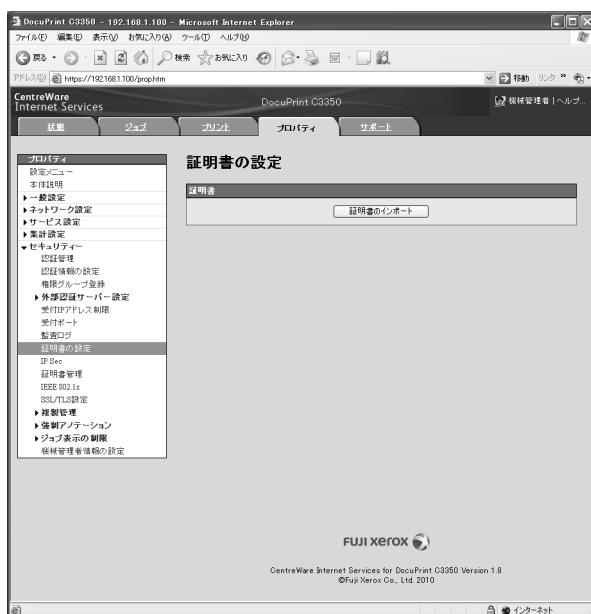 DocuPrint C3350 - 192.168.1.100 - Microsoft Internet Explorer
ファイル(F) 編集(E) 表示(V) お気に入り(A) ツール(T) ヘルプ(H)
戻る 検索 お気に入り
アドレス(D) https://192.168.1.100/prop.htm 移動 リンク »
CentreWare
Internet Services
DocuPrint C3350
機械管理者 | ヘルプ...
状態 ジョブ プリント プロパティ サポート
プロパティ
設定メニュー
本体説明
一般設定
ネットワーク設定
サービス設定
集計設定
セキュリティー
認証管理
認証情報の設定
権限グループ登録
外部認証サーバー設定
受付IPアドレス制限
受付ポート
監査ログ
証明書の設定
IP Sec
証明書管理
IEEE 802.1x
SSL/TLS設定
複製管理
強制アノテーション
ジョブ表示の制限
機械管理者情報の設定
証明書の設定
証明書
証明書のインポート
FUJI XEROX
CentreWare Internet Services for DocuPrint C3350 Version 1.8
©Fuji Xerox Co., Ltd. 2010
インターネット